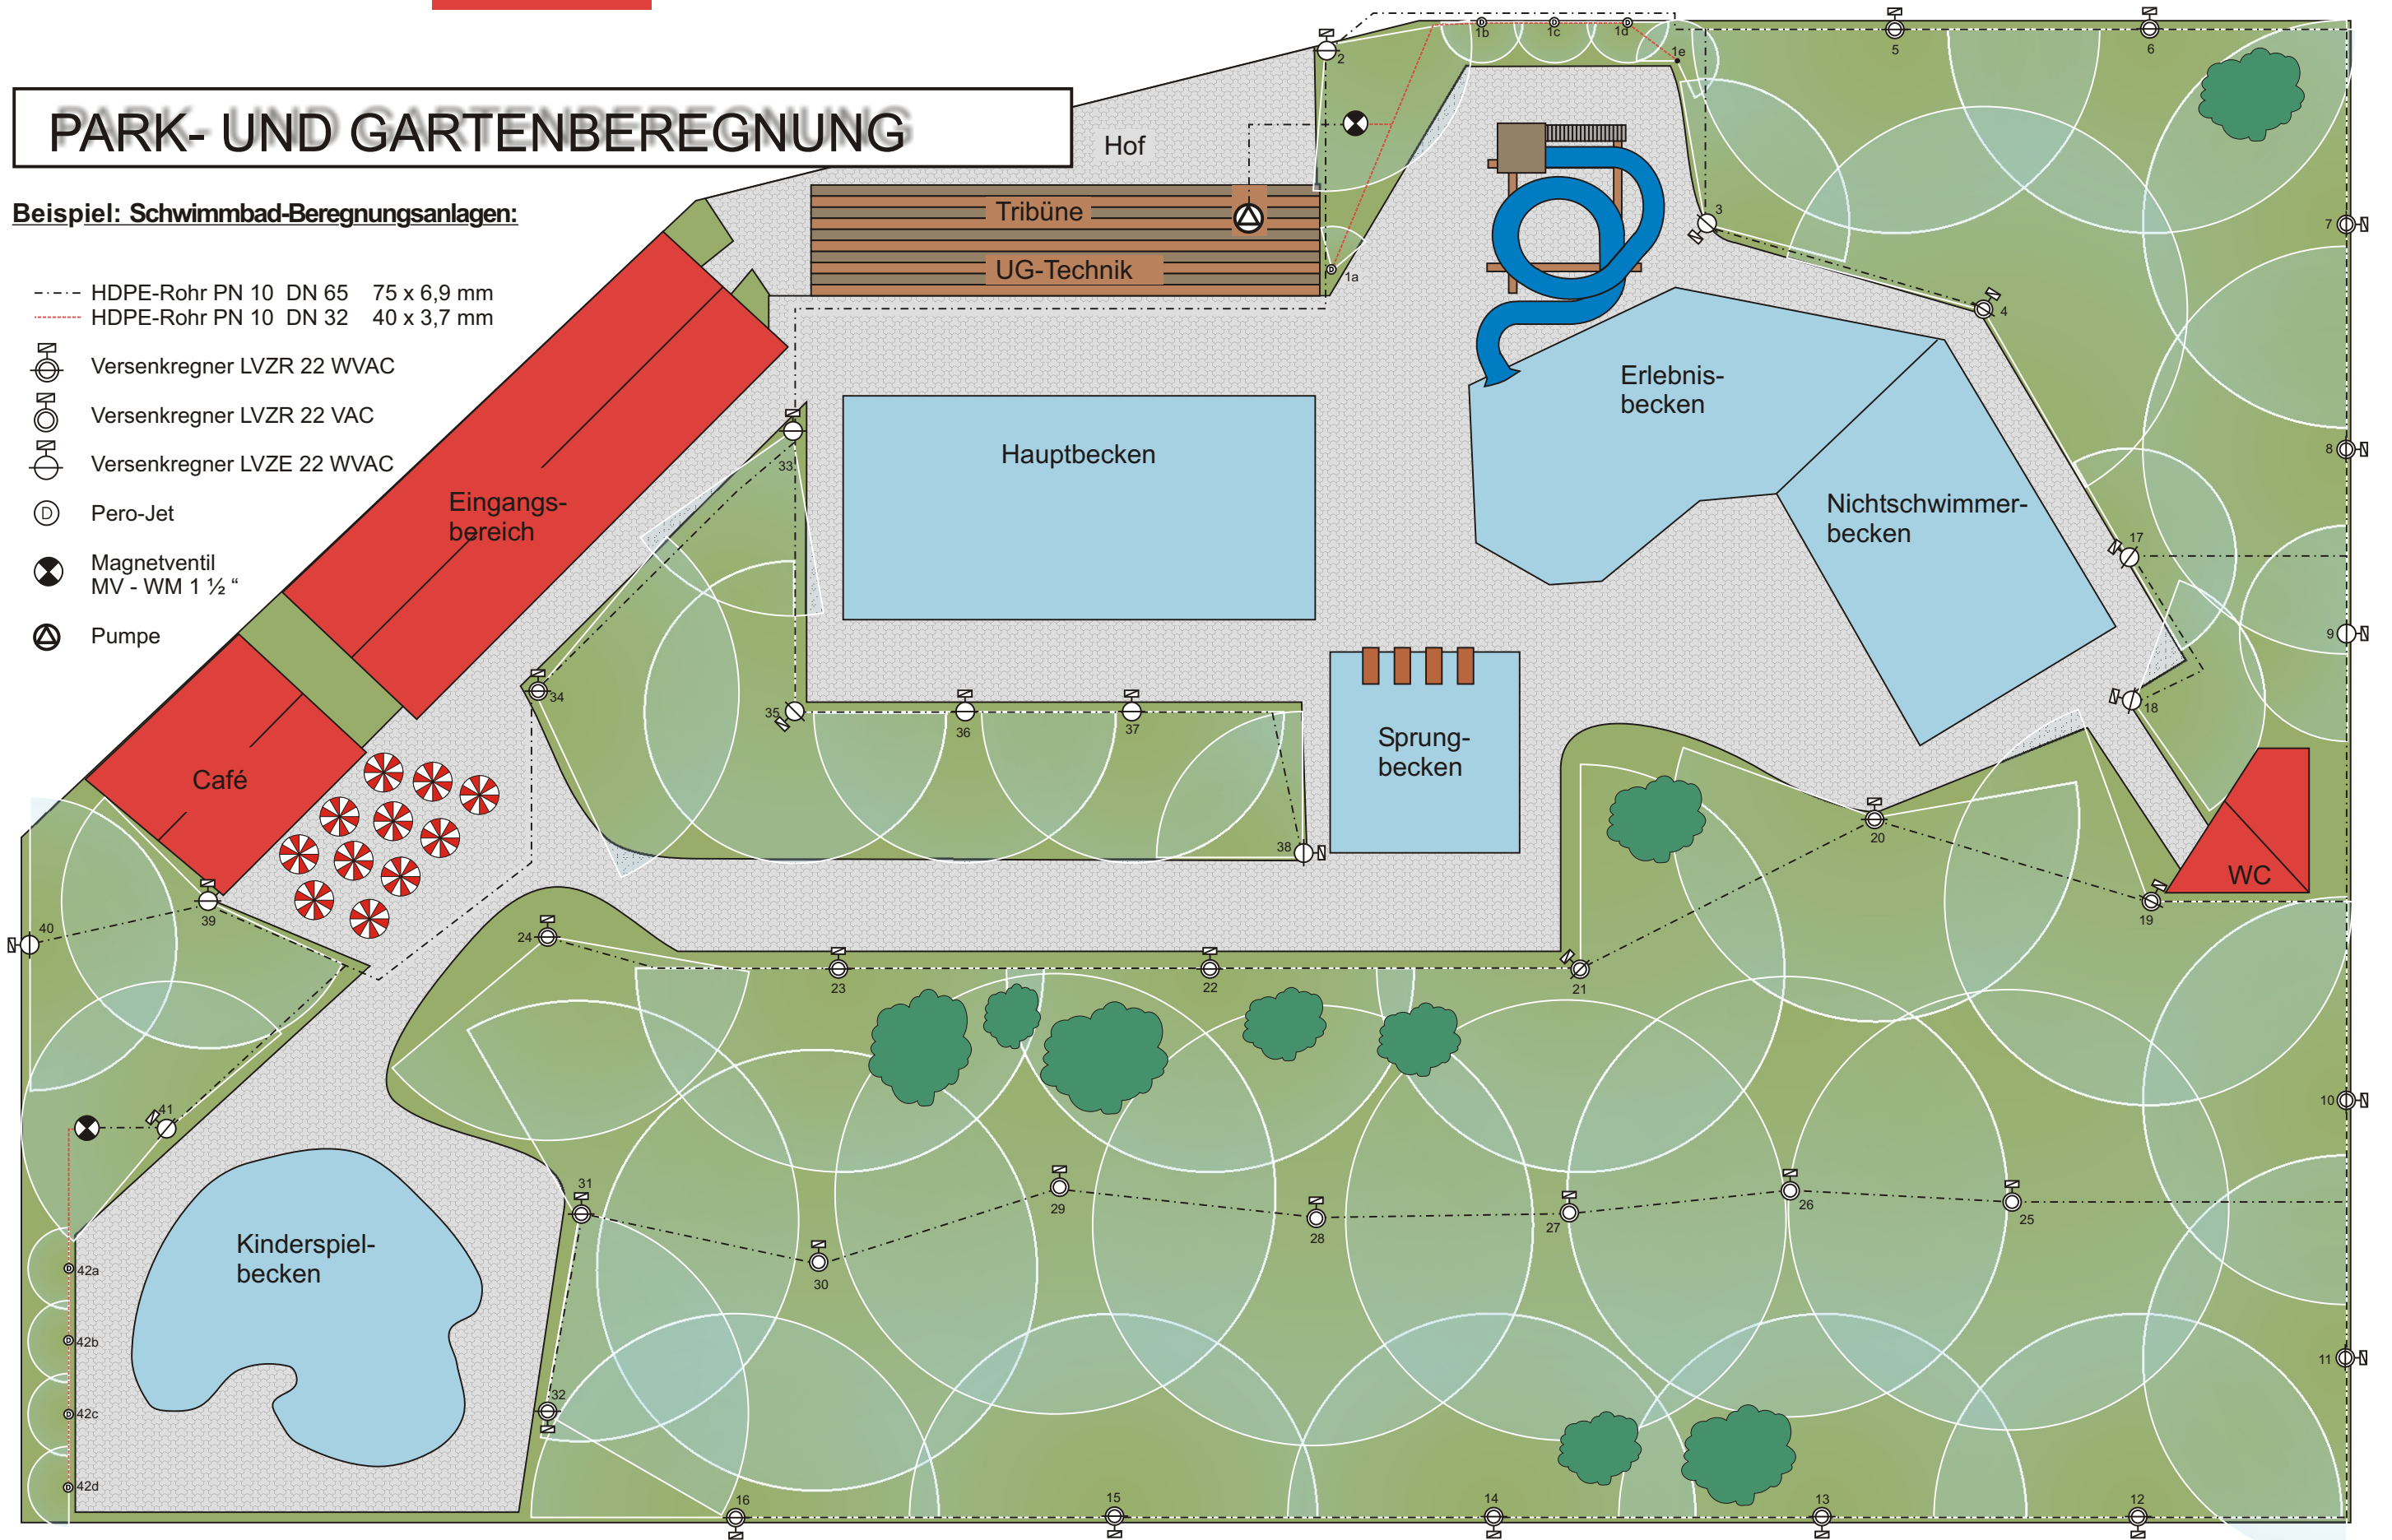 PARK- UND GARTENBEREGNUNG
Beispiel: Schwimmbad-Beregnungsanlagen:
HDPE-Rohr PN 10 DN 65 75 x 6,9 mm
HDPE-Rohr PN 10 DN 32 40 x 3,7 mm
Versenkregner LVZR 22 WVAC
Versenkregner LVZR 22 VAC
Versenkregner LVZE 22 WVAC
D Pero-Jet
Magnetventil
MV - WM 1 ½ “
Pumpe
Hof
Tribüne
UG-Technik
Eingangs-
bereich
Café
Hauptbecken
Erlebnis-
becken
Nichtschwimmer-
becken
Sprung-
becken
WC
Kinderspiel-
becken
1a
1b
1c
1d
1e
2
3
4
5
6
7
8
9
10
11
12
13
14
15
16
17
18
19
20
21
22
23
24
25
26
27
28
29
30
31
32
33
34
35
36
37
38
39
40
41
42a
42b
42c
42d